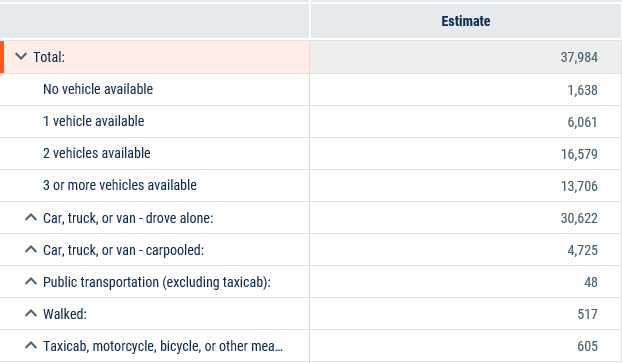 Estimate
Total: 37,984
No vehicle available 1,638
1 vehicle available 6,061
2 vehicles available 16,579
3 or more vehicles available 13,706
Car, truck, or van - drove alone: 30,622
Car, truck, or van - carpooled: 4,725
Public transportation (excluding taxicab): 48
Walked: 517
Taxicab, motorcycle, bicycle, or other mea… 605